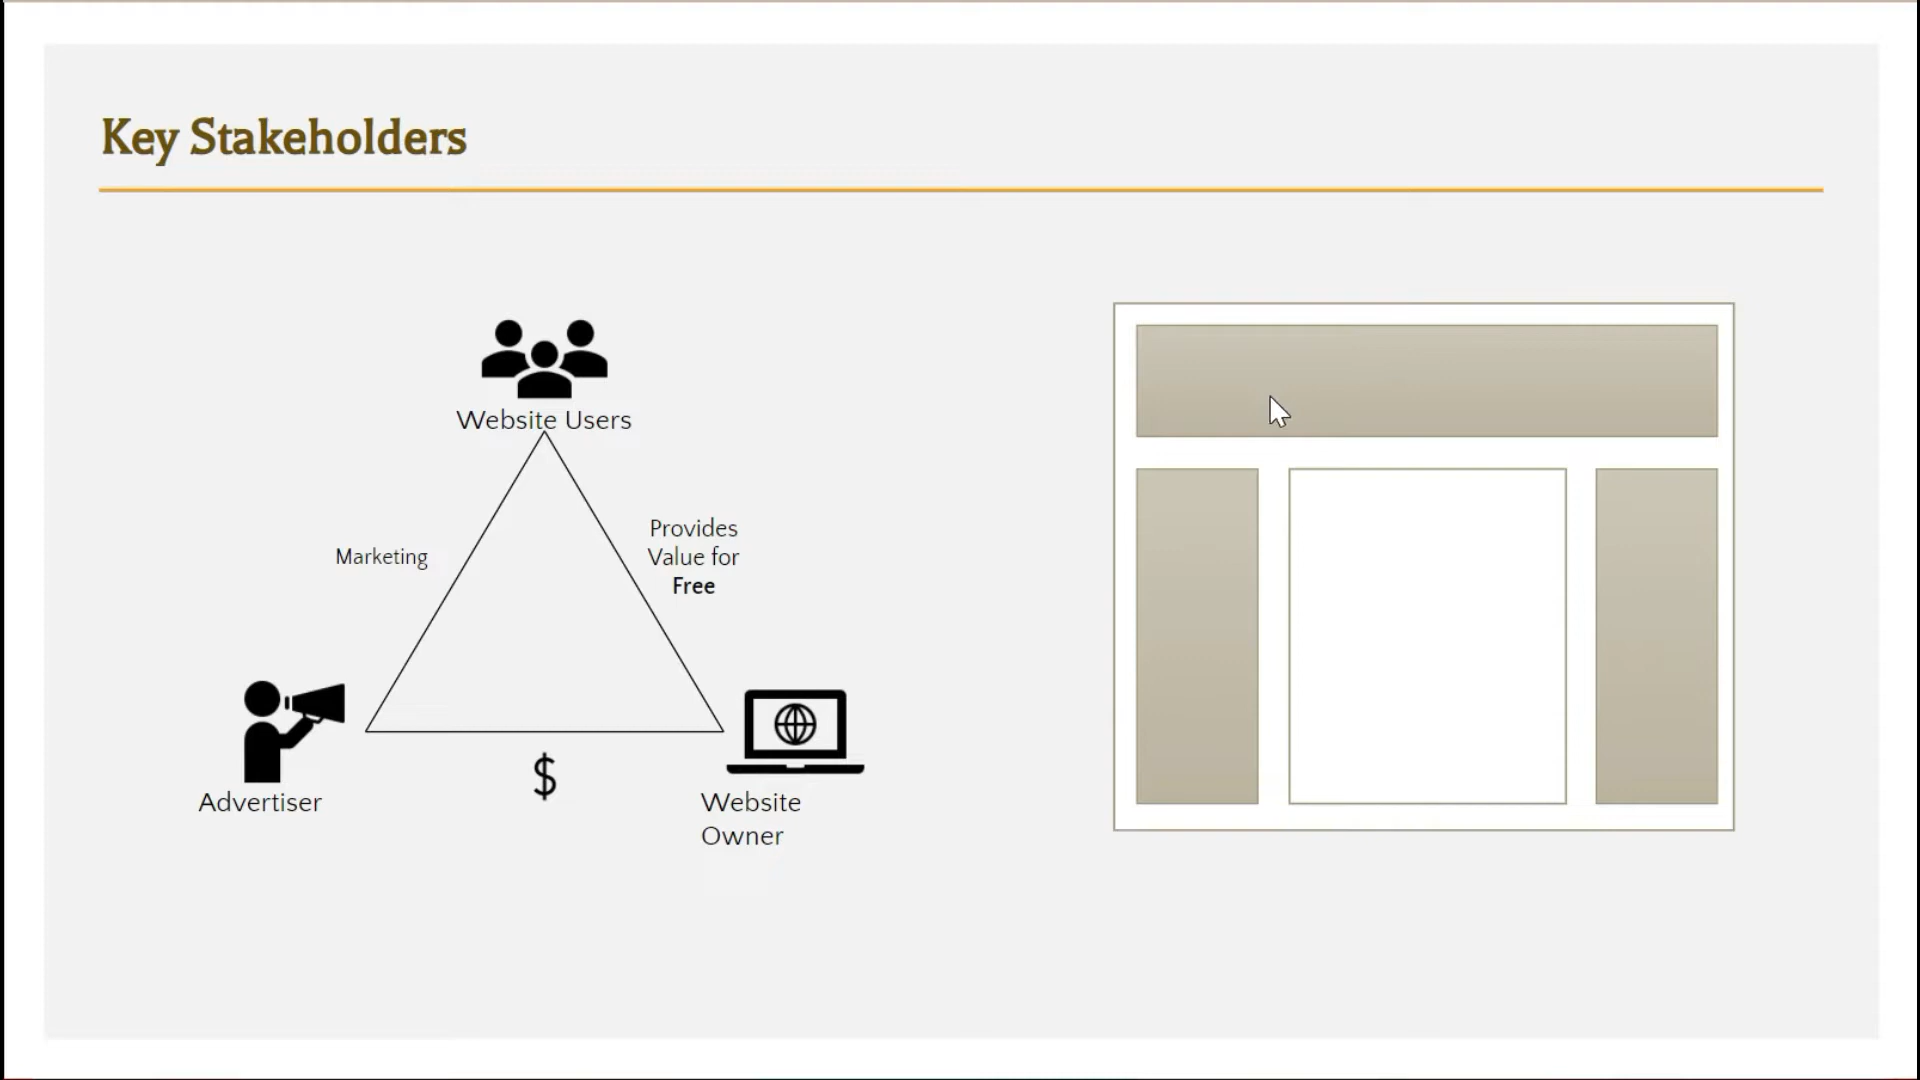 Key Stakeholders
Website Users
Marketing
Provides
Value for
Free
$
Advertiser
Website
Owner